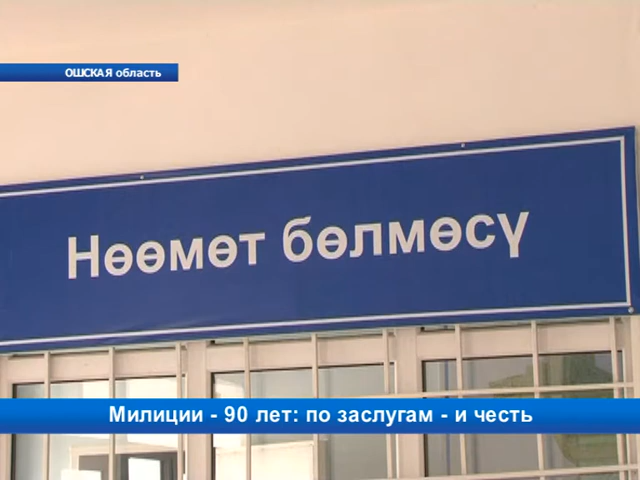 ОШСКАЯ область
Нөөмөт бөлмөсү
Милиции - 90 лет: по заслугам - и честь